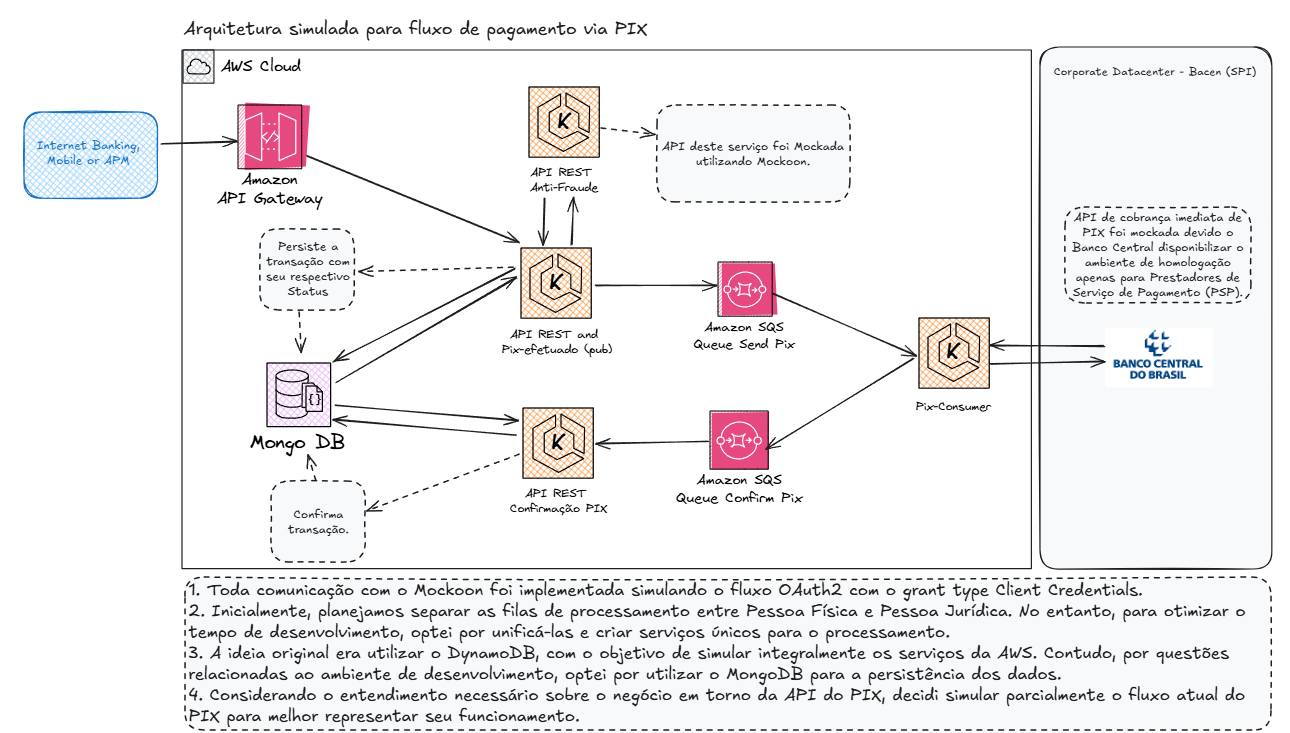 Arquitetura simulada para fluxo de pagamento via PIX
AWS Cloud
Corporate Datacenter - Bacen (SPI)
Internet Banking,
Mobile or APM
Amazon
API Gateway
K
API REST
Anti-Fraude
API deste serviço foi Mockada
utilizando Mockoon.
API de cobrança imediata de
PIX foi mockada devido o
Banco Central disponibilizar o
ambiente de homologação
apenas para Prestadores de
Serviço de Pagamento (PSP).
Persiste a
transação com
seu respectivo
Status
K
API REST and
Pix-efetuado (pub)
Amazon SQS
Queue Send Pix
K
Pix-Consumer
BANCO CENTRAL
DO BRASIL
{}
Mongo DB
K
API REST
Confirmação PIX
Amazon SQS
Queue Confirm Pix
Confirma
transação.
1. Toda comunicação com o Mockoon foi implementada simulando o fluxo OAuth2 com o grant type Client Credentials.
2. Inicialmente, planejamos separar as filas de processamento entre Pessoa Física e Pessoa Jurídica. No entanto, para otimizar o
tempo de desenvolvimento, optei por unificá-las e criar serviços únicos para o processamento.
3. A ideia original era utilizar o DynamoDB, com o objetivo de simular integralmente os serviços da AWS. Contudo, por questões
relacionadas ao ambiente de desenvolvimento, optei por utilizar o MongoDB para a persistência dos dados.
4. Considerando o entendimento necessário sobre o negócio em torno da API do PIX, decidi simular parcialmente o fluxo atual do
PIX para melhor representar seu funcionamento.